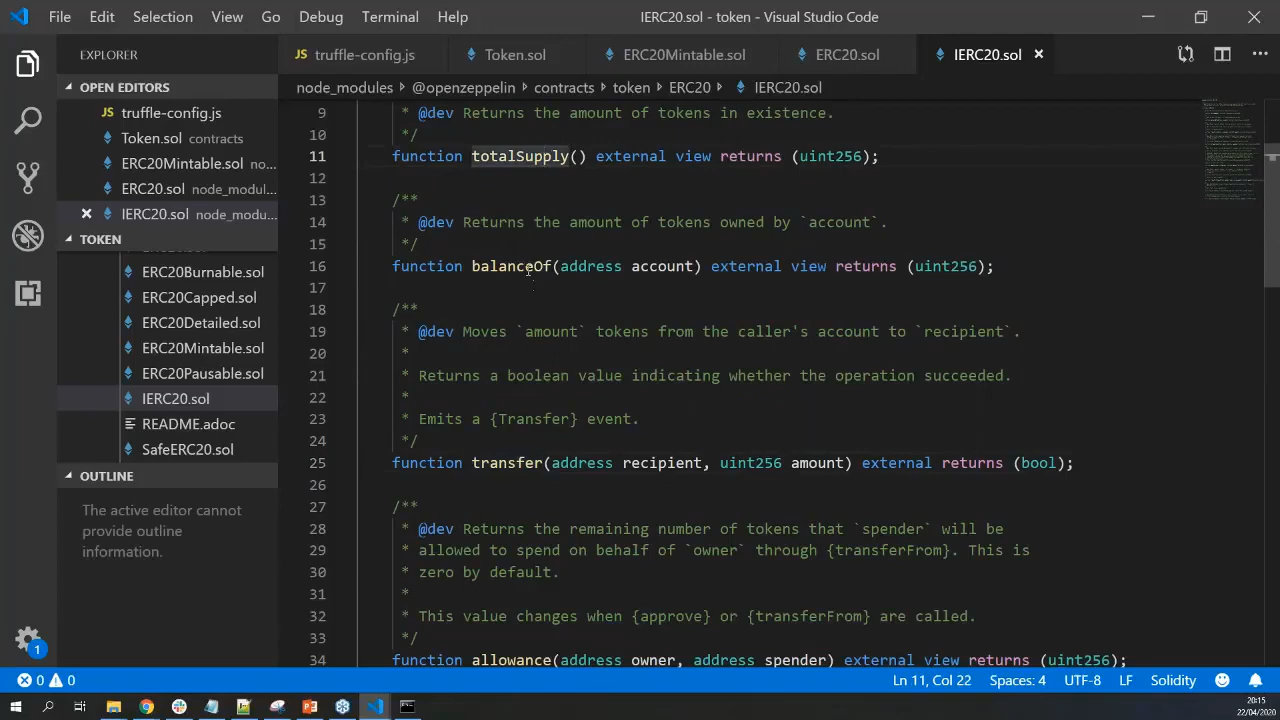 File Edit Selection View Go Debug Terminal Help IERC20.sol - token - Visual Studio Code
EXPLORER
JS truffle-config.js Token.sol ERC20Mintable.sol ERC20.sol IERC20.sol
OPEN EDITORS
JS truffle-config.js
Token.sol contracts
ERC20Mintable.sol no...
ERC20.sol node_modul...
IERC20.sol node_modu...
TOKEN
ERC20Burnable.sol
ERC20Capped.sol
ERC20Detailed.sol
ERC20Mintable.sol
ERC20Pausable.sol
IERC20.sol
README.adoc
SafeERC20.sol
OUTLINE
The active editor cannot
provide outline
information.
node_modules > @openzeppelin > contracts > token > ERC20 > IERC20.sol
9 * @dev Returns the amount of tokens in existence.
10 */
11 function totalSupply() external view returns (uint256);
12
13 /**
14 * @dev Returns the amount of tokens owned by `account`.
15 */
16 function balanceOf(address account) external view returns (uint256);
17
18 /**
19 * @dev Moves `amount` tokens from the caller's account to `recipient`.
20 *
21 * Returns a boolean value indicating whether the operation succeeded.
22 *
23 * Emits a {Transfer} event.
24 */
25 function transfer(address recipient, uint256 amount) external returns (bool);
26
27 /**
28 * @dev Returns the remaining number of tokens that `spender` will be
29 * allowed to spend on behalf of `owner` through {transferFrom}. This is
30 * zero by default.
31 *
32 * This value changes when {approve} or {transferFrom} are called.
33 */
34 function allowance(address owner, address spender) external view returns (uint256);
1
0 0 Ln 11, Col 22 Spaces: 4 UTF-8 LF Solidity
20:15
22/04/2020